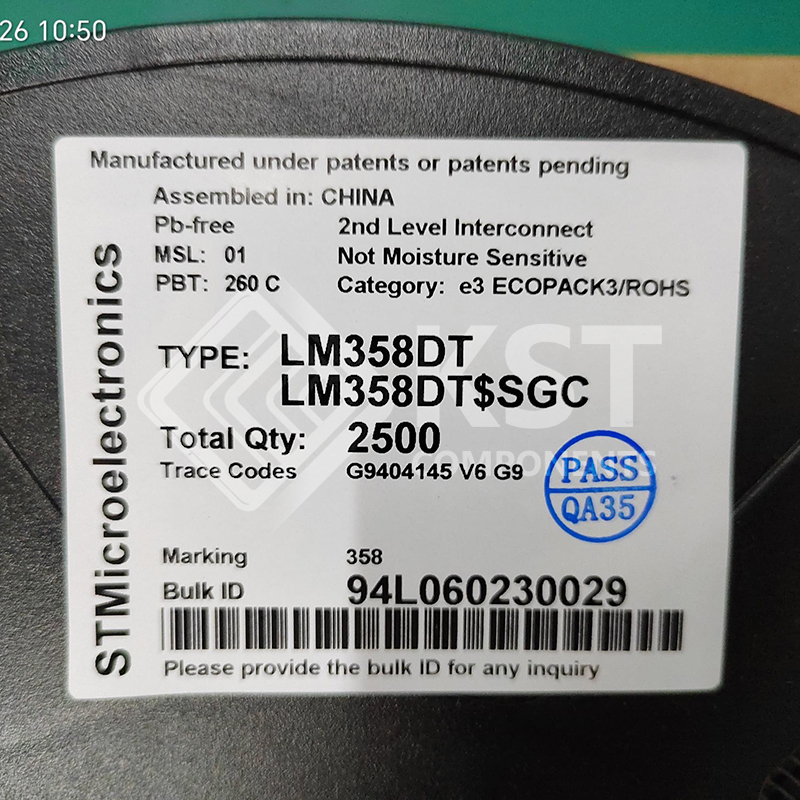 26 10:50
Manufactured under patents or patents pending
Assembled in: CHINA
Pb-free 2nd Level Interconnect
MSL: 01 Not Moisture Sensitive
PBT: 260 C Category: e3 ECOPACK3/ROHS
STMicroelectronics
TYPE: LM358DT
LM358DT$SGC
Total Qty: 2500
Trace Codes G9404145 V6 G9
PASS
QA35
KST
COMPONENTS
Marking 358
Bulk ID 94L060230029
Please provide the bulk ID for any inquiry